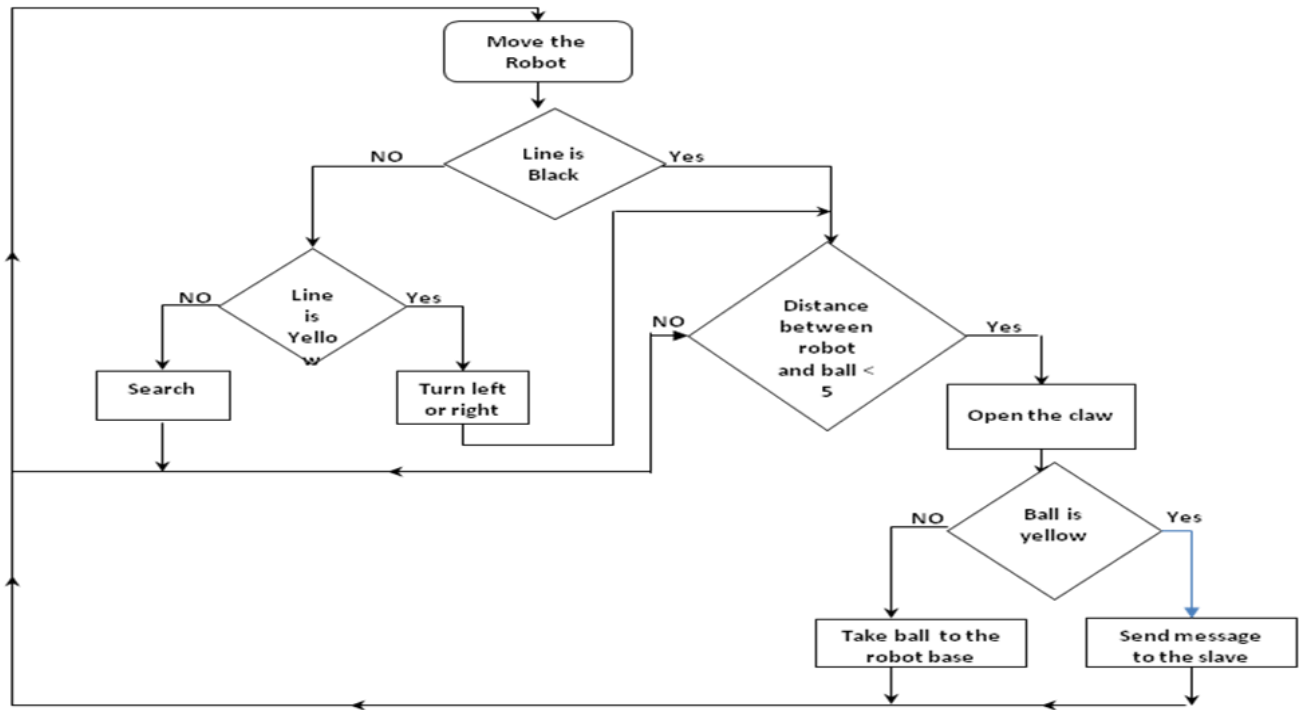 Move the
Robot
NO
Line is
Black
Yes
NO
Line
is
Yello
w
Yes
NO
Distance
between
robot
and ball <
5
Yes
Search
Turn left
or right
Open the claw
NO
Ball is
yellow
Yes
Take ball to the
robot base
Send message
to the slave